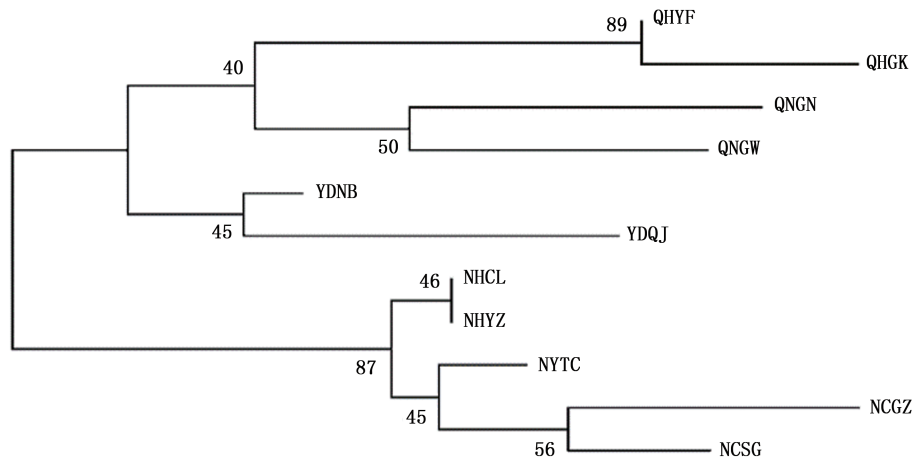 QHYF
89
QHGK
40
QNGN
50
QNGW
YDNB
45
YDQJ
46
NHCL
NHYZ
87
NYTC
45
NCGZ
56
NCSG